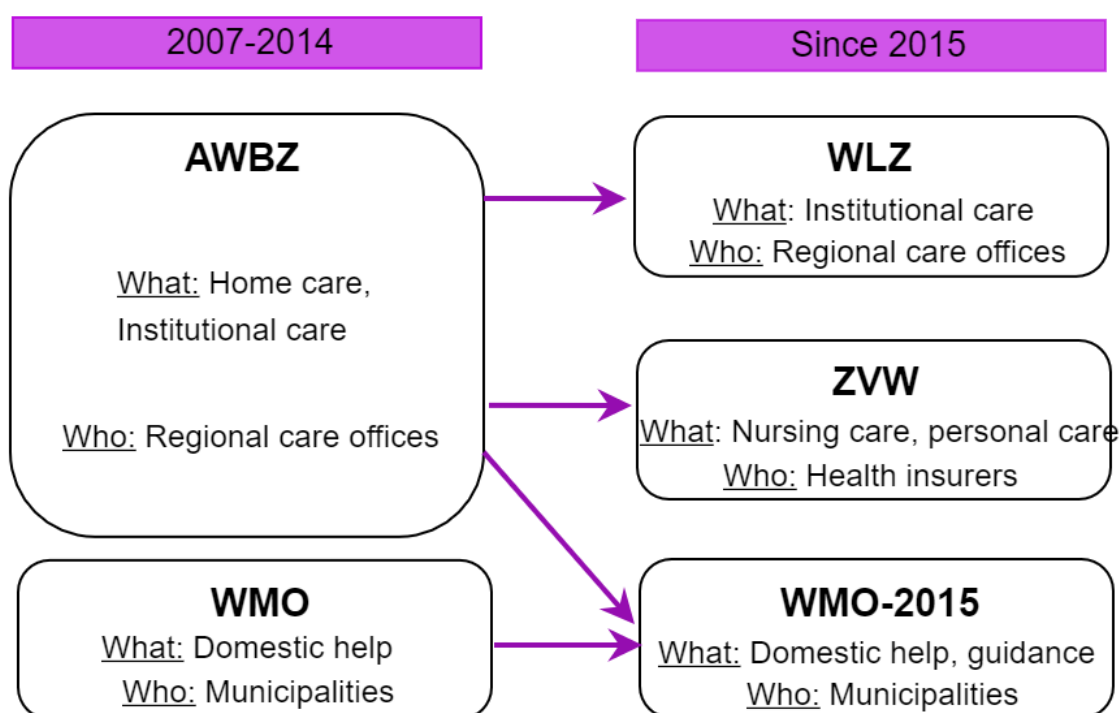 2007-2014
Since 2015
AWBZ
What: Home care,
Institutional care
Who: Regional care offices
WMO
What: Domestic help
Who: Municipalities
WLZ
What: Institutional care
Who: Regional care offices
ZVW
What: Nursing care, personal care
Who: Health insurers
WMO-2015
What: Domestic help, guidance
Who: Municipalities